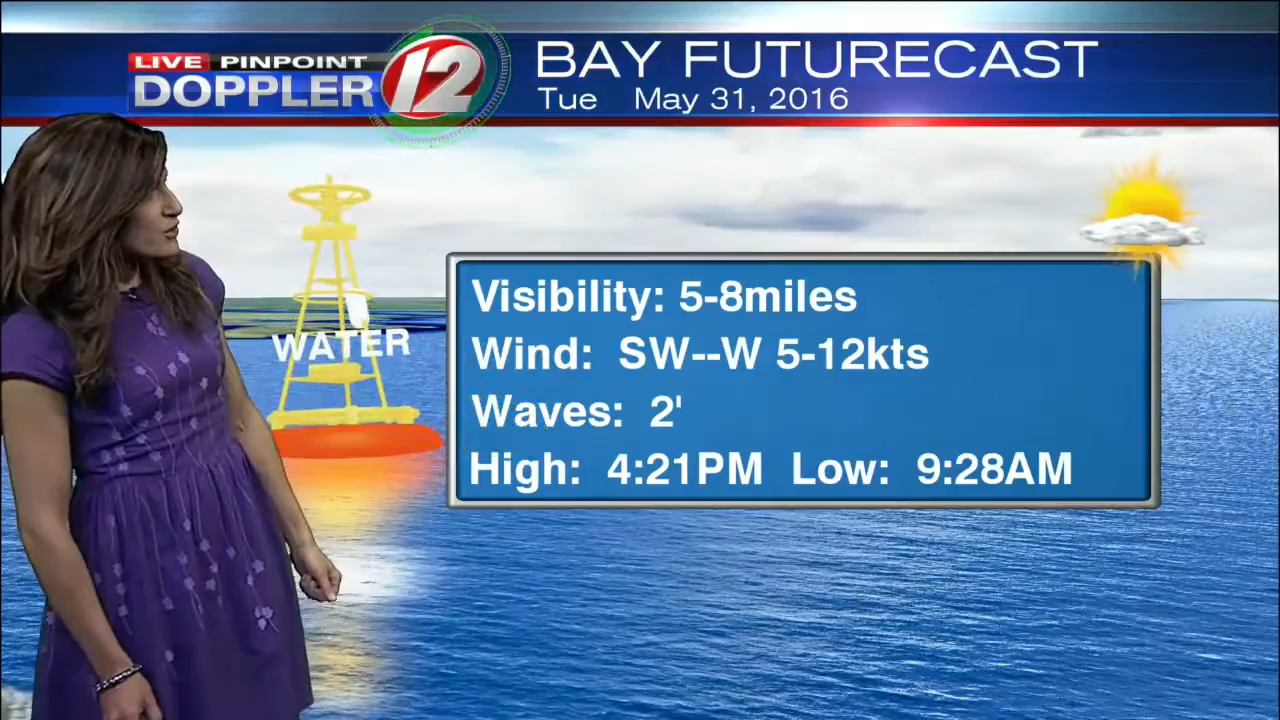 LIVE PINPOINT
DOPPLER 12
BAY FUTURECAST
Tue May 31, 2016
WATER
Visibility: 5-8miles
Wind: SW--W 5-12kts
Waves: 2'
High: 4:21PM Low: 9:28AM